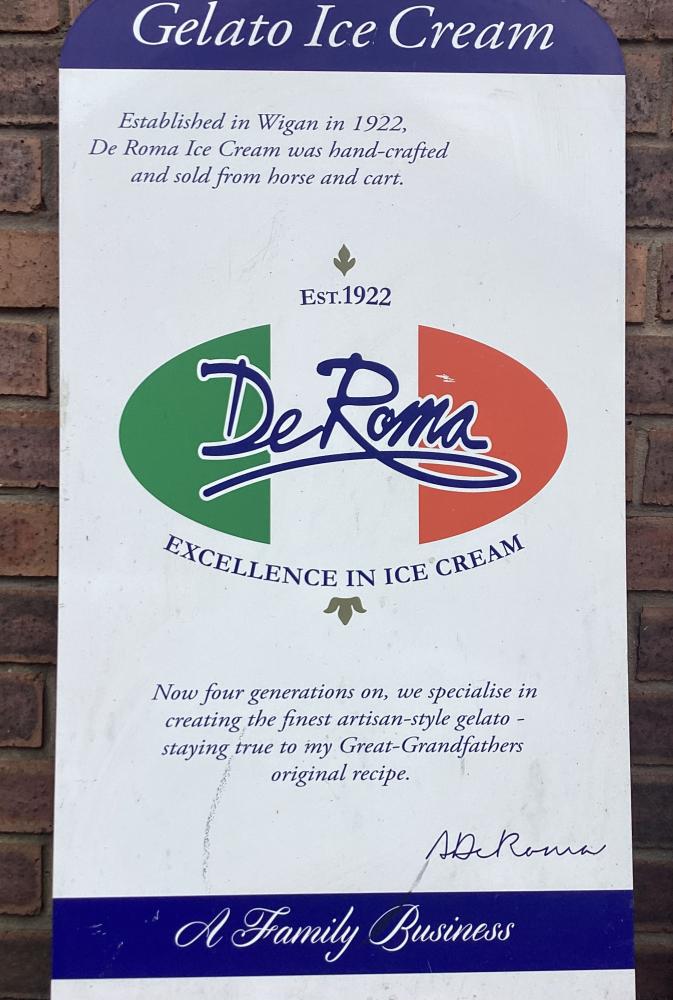 Gelato Ice Cream
Established in Wigan in 1922,
De Roma Ice Cream was hand-crafted
and sold from horse and cart.
EST.1922
De Roma
EXCELLENCE IN ICE CREAM
Now four generations on, we specialise in
creating the finest artisan-style gelato -
staying true to my Great-Grandfathers
original recipe.
A De Roma
A Family Business